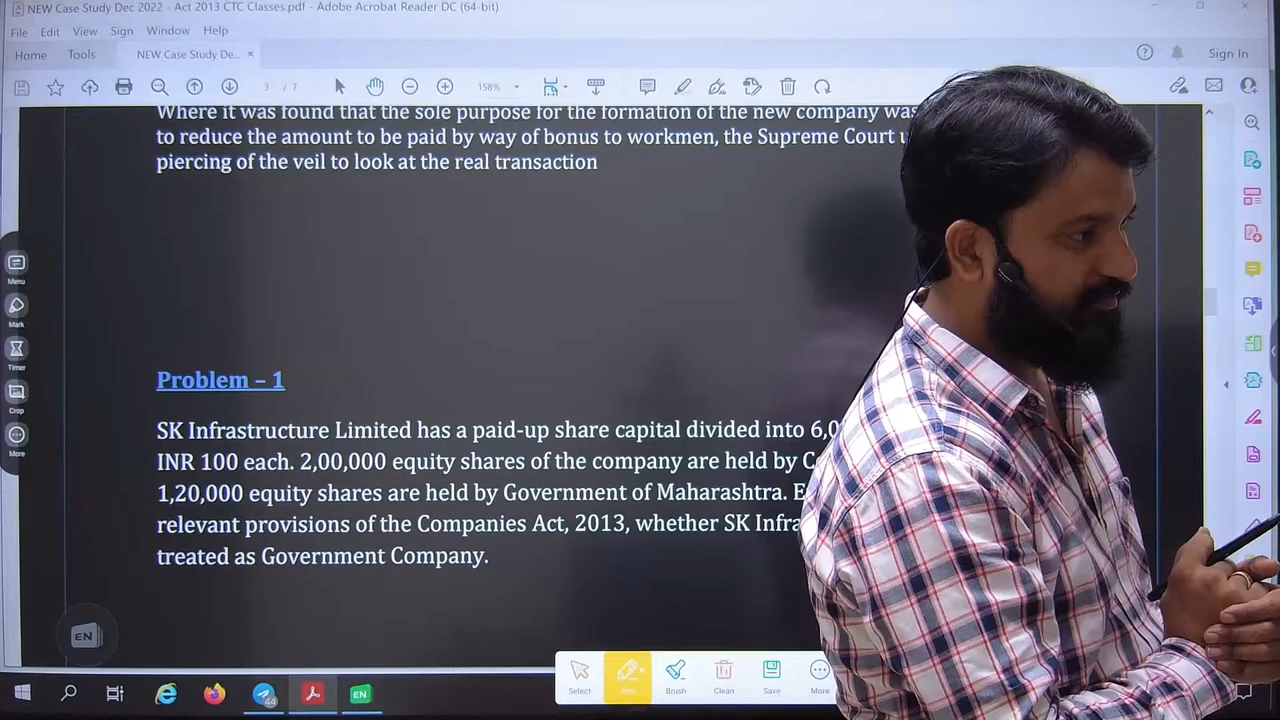 NEW Case Study Dec 2022 - Act 2013 CTC Classes.pdf - Adobe Acrobat Reader DC (64-bit)
File Edit View Sign Window Help
Home Tools NEW Case Study De... × Sign In
3 / 7 158%
Where it was found that the sole purpose for the formation of the new company was
to reduce the amount to be paid by way of bonus to workmen, the Supreme Court
piercing of the veil to look at the real transaction
Menu
Mark
Timer
Crop
More
Problem – 1
SK Infrastructure Limited has a paid-up share capital divided into 6,0
INR 100 each. 2,00,000 equity shares of the company are held by
1,20,000 equity shares are held by Government of Maharashtra.
relevant provisions of the Companies Act, 2013, whether SK Infra
treated as Government Company.
EN
Select Pen Brush Clean Save More
44 EN